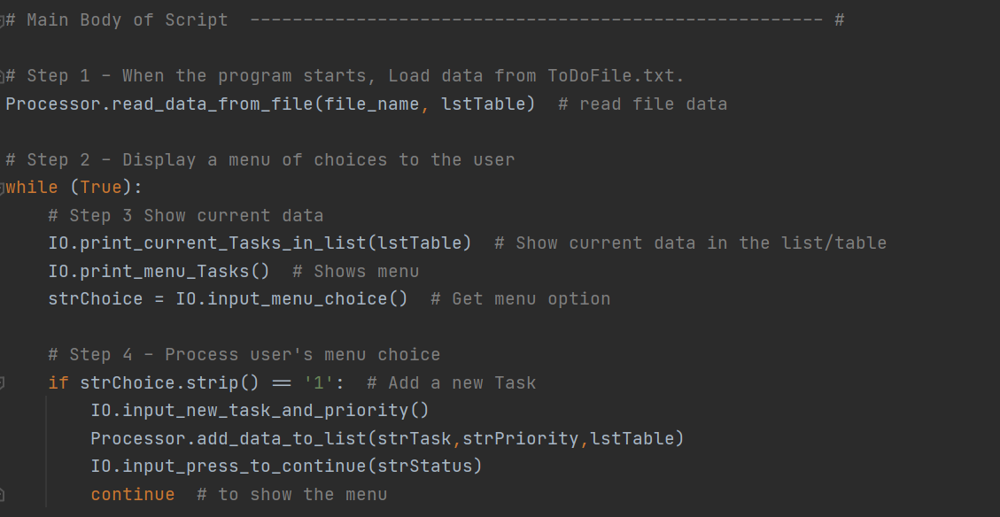 # Main Body of Script  ------------------------------------------------------ #
# Step 1 - When the program starts, Load data from ToDoFile.txt.
Processor.read_data_from_file(file_name, lstTable)  # read file data
# Step 2 - Display a menu of choices to the user
while (True):
    # Step 3 Show current data
    IO.print_current_Tasks_in_list(lstTable)  # Show current data in the list/table
    IO.print_menu_Tasks()  # Shows menu
    strChoice = IO.input_menu_choice()  # Get menu option
    # Step 4 - Process user's menu choice
    if strChoice.strip() == '1':  # Add a new Task
        IO.input_new_task_and_priority()
        Processor.add_data_to_list(strTask,strPriority,lstTable)
        IO.input_press_to_continue(strStatus)
        continue  # to show the menu